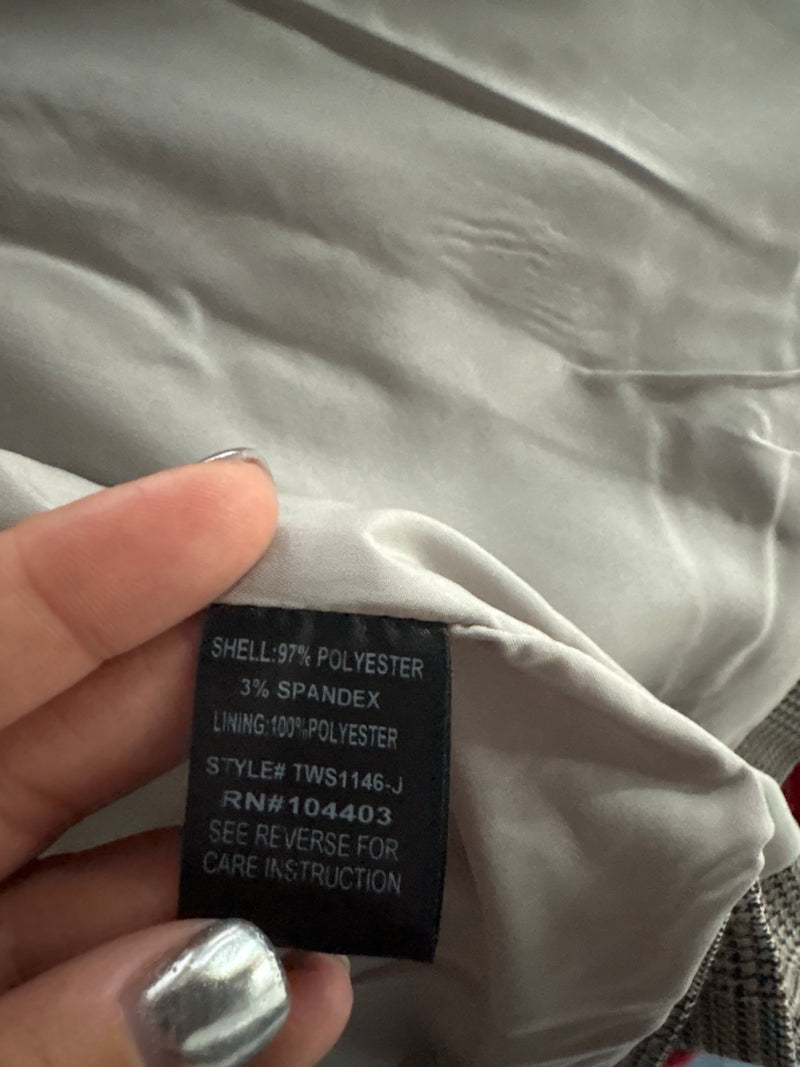 SHELL:97% POLYESTER
3% SPANDEX
LINING:100%POLYESTER
STYLE# TWS1146-J
RN#104403
SEE REVERSE FOR
CARE INSTRUCTION